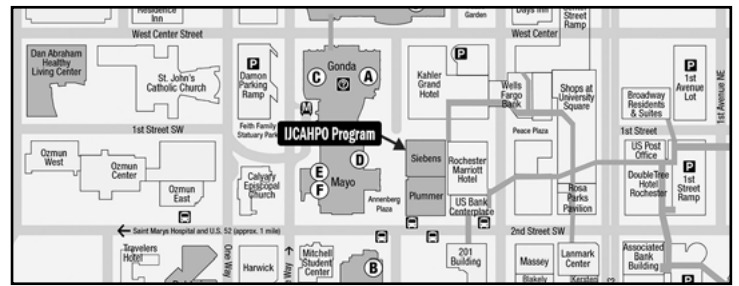 Residence
Inn
Garden
Days Inn
Center
Street
Ramp
West Center Street
West Center
Dan Abraham
Healthy
Living Center
St. John's
Catholic Church
P
Damon
Parking
Ramp
Gonda
C
A
Kahler
Grand
Hotel
P
Wells
Fargo
Bank
Shops at
University
Square
Broadway
Residents
& Suites
P
1st
Avenue
Lot
1st Avenue NE
1st Street SW
Feith Family
Statuary Park
IJCAHPO Program
Peace Plaza
1st Street
Ozmun
West
Ozmun
Center
Ozmun
East
Calvary
Episcopal
Church
D
E
F
Mayo
Annenberg
Plaza
Siebens
Plummer
Rochester
Marriott
Hotel
US Bank
Centerplace
Rosa
Parks
Pavilion
US Post
Office
DoubleTree
Hotel
Rochester
P
1st
Street
Ramp
Saint Marys Hospital and U.S. 52 (approx. 1 mile)
2nd Street SW
Travelers
Hotel
One Way
Harwick
Way
Mitchell
Student
Center
B
201
Building
Massey
Blakely
Lanmark
Center
Kersten
3
Associated
Bank
Building
P